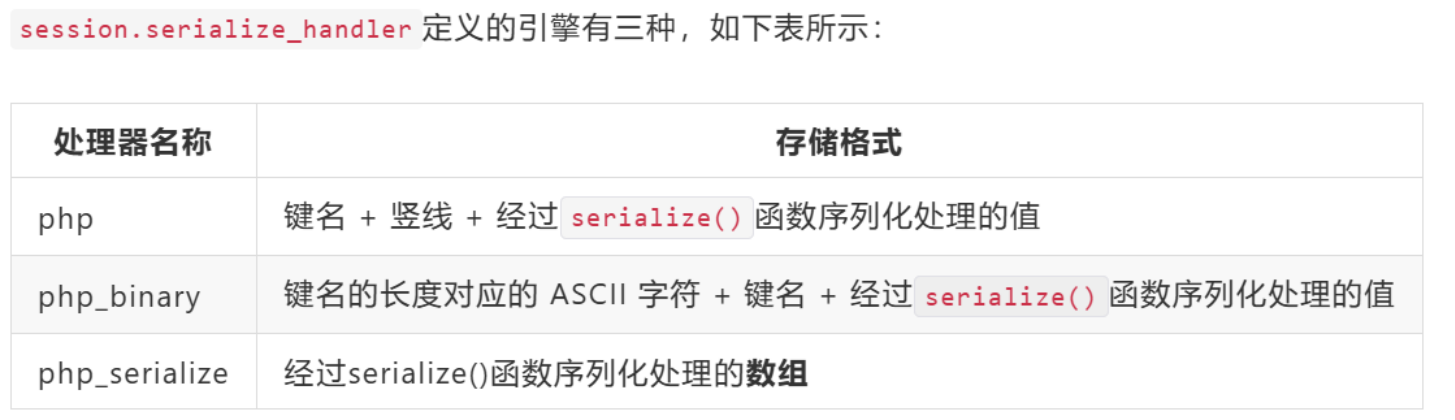 session.serialize_handler定义的引擎有三种，如下表所示：
处理器名称 存储格式
php 键名 + 竖线 + 经过serialize()函数序列化处理的值
php_binary 键名的长度对应的 ASCII 字符 + 键名 + 经过serialize()函数序列化处理的值
php_serialize 经过serialize()函数序列化处理的数组